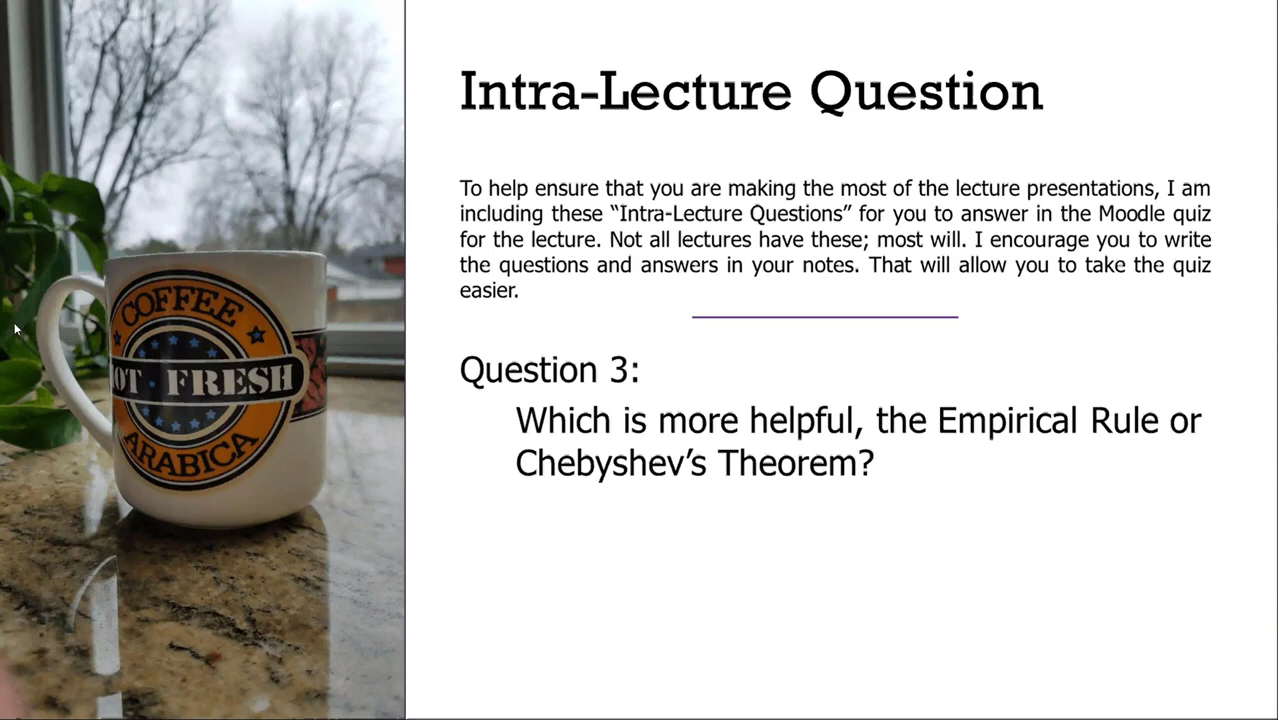 Intra-Lecture Question
To help ensure that you are making the most of the lecture presentations, I am
including these “Intra-Lecture Questions” for you to answer in the Moodle quiz
for the lecture. Not all lectures have these; most will. I encourage you to write
the questions and answers in your notes. That will allow you to take the quiz
easier.
Question 3:
Which is more helpful, the Empirical Rule or
Chebyshev’s Theorem?
COFFEE
OT · FRESH
ARABICA